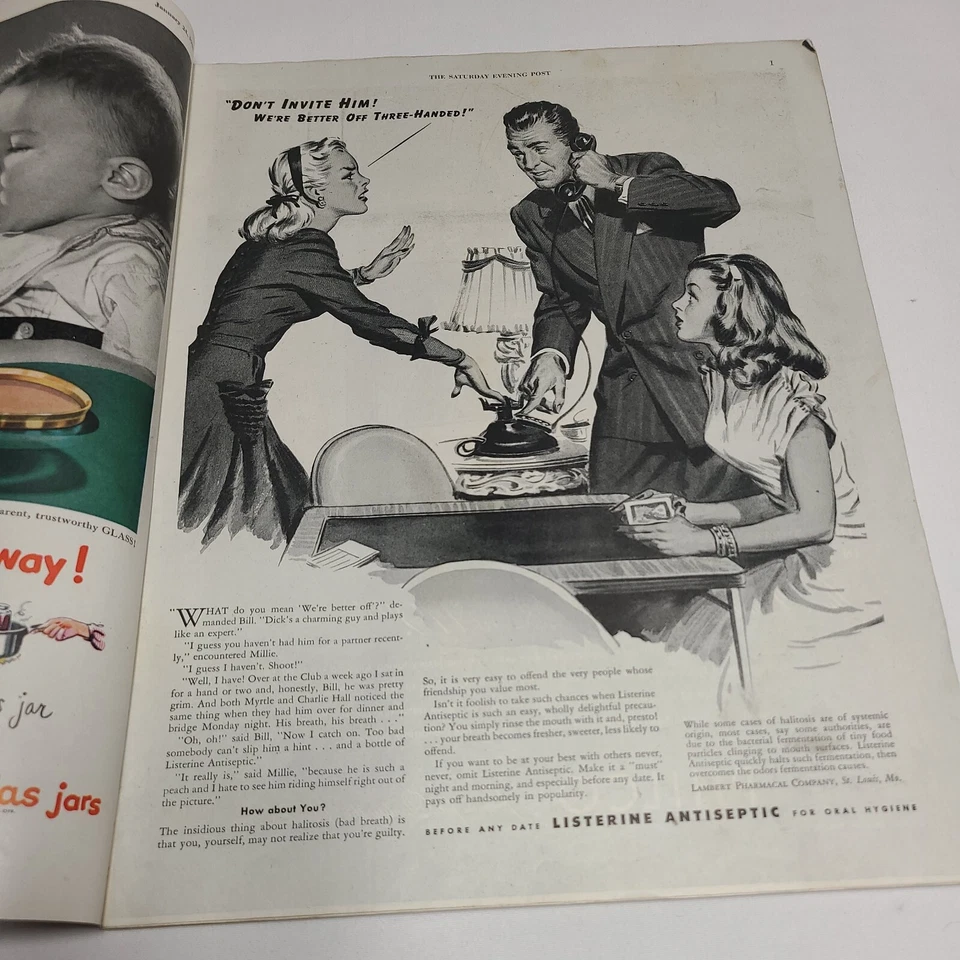 January
arent, trustworthy GLASS!
way!
s jar
as jars
THE SATURDAY EVENING POST
1
"DON'T INVITE HIM!
WE'RE BETTER OFF THREE-HANDED!"
"WHAT do you mean 'We're better off'?" de-
manded Bill. "Dick's a charming guy and plays
like an expert."
"I guess you haven't had him for a partner recent-
ly," encountered Millie.
"I guess I haven't. Shoot!"
"Well, I have! Over at the Club a week ago I sat in
for a hand or two and, honestly, Bill, he was pretty
grim. And both Myrtle and Charlie Hall noticed the
same thing when they had him over for dinner and
bridge Monday night. His breath, his breath . . ."
"Oh, oh!" said Bill, "Now I catch on. Too bad
somebody can't slip him a hint . . . and a bottle of
Listerine Antiseptic."
"It really is," said Millie, "because he is such a
peach and I hate to see him riding himself right out of
the picture."
How about You?
The insidious thing about halitosis (bad breath) is
that you, yourself, may not realize that you're guilty.
So, it is very easy to offend the very people whose
friendship you value most.
Isn't it foolish to take such chances when Listerine
Antiseptic is such an easy, wholly delightful precau-
tion? You simply rinse the mouth with it and, presto!
. . . your breath becomes fresher, sweeter, less likely to
offend.
If you want to be at your best with others never,
never, omit Listerine Antiseptic. Make it a "must"
night and morning, and especially before any date. It
pays off handsomely in popularity.
While some cases of halitosis are of systemic
origin, most cases, say some authorities, are
due to the bacterial fermentation of tiny food
particles clinging to mouth surfaces. Listerine
Antiseptic quickly halts such fermentation, then
overcomes the odors fermentation causes.
LAMBERT PHARMACAL COMPANY, St. Louis, Mo.
BEFORE ANY DATE LISTERINE ANTISEPTIC FOR ORAL HYGIENE